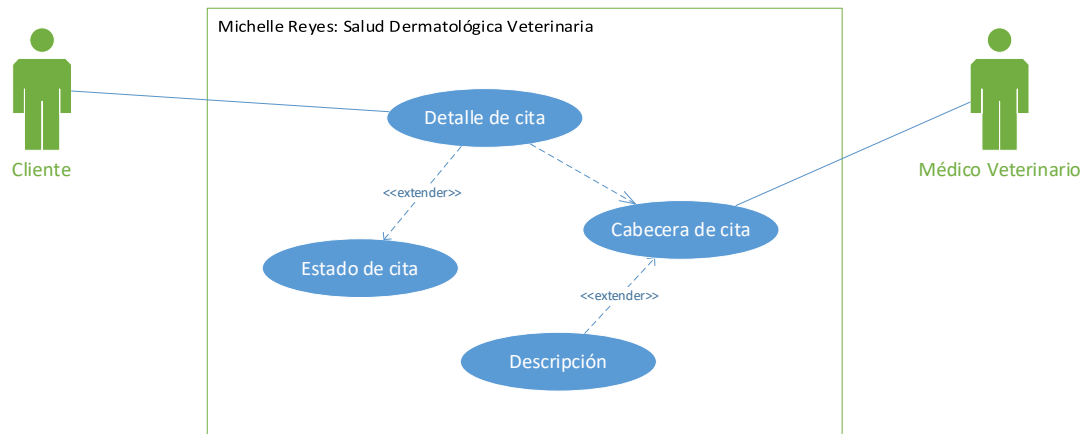 Michelle Reyes: Salud Dermatológica Veterinaria
Detalle de cita
Cliente
Médico Veterinario
<<extender>>
Cabecera de cita
Estado de cita
<<extender>>
Descripción